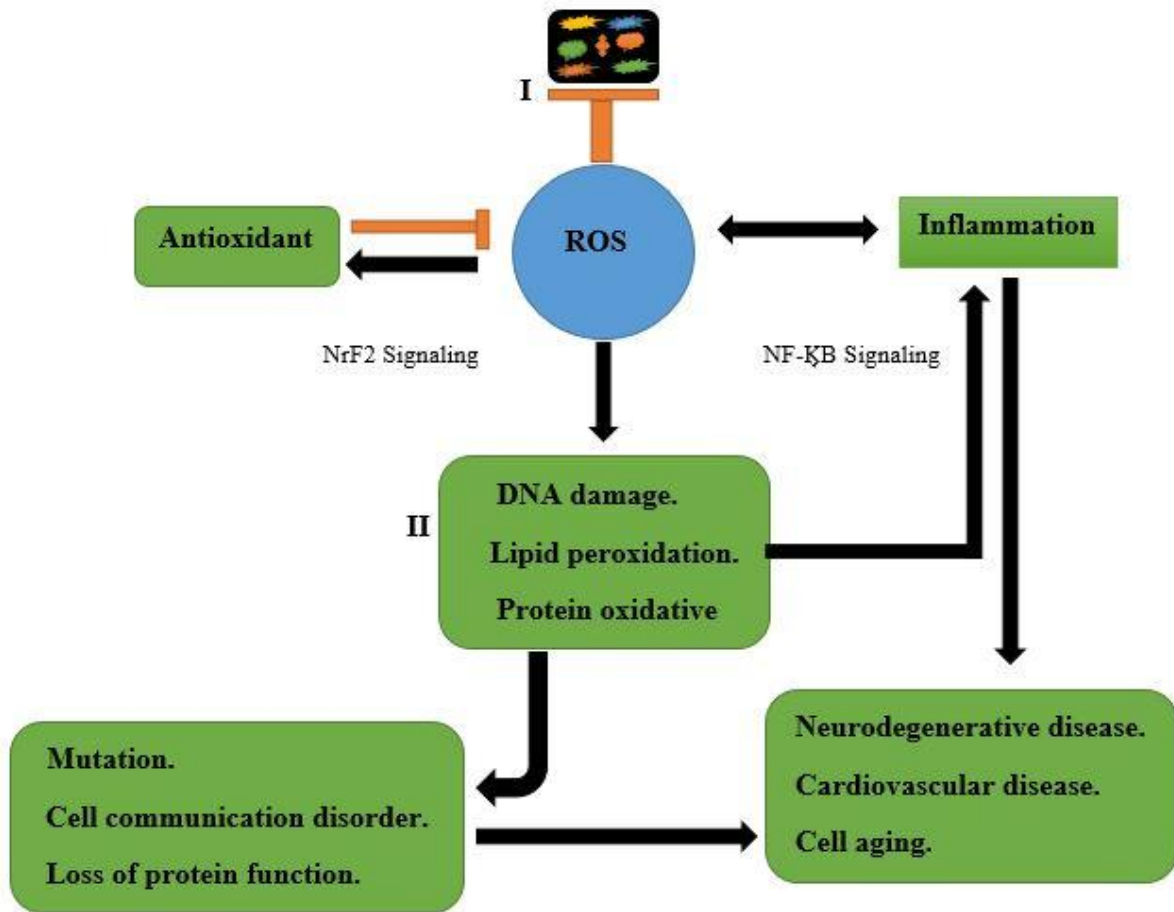 I
Antioxidant
ROS
Inflammation
NrF2 Signaling
NF-ĶB Signaling
II
DNA damage.
Lipid peroxidation.
Protein oxidative
Mutation.
Cell communication disorder.
Loss of protein function.
Neurodegenerative disease.
Cardiovascular disease.
Cell aging.